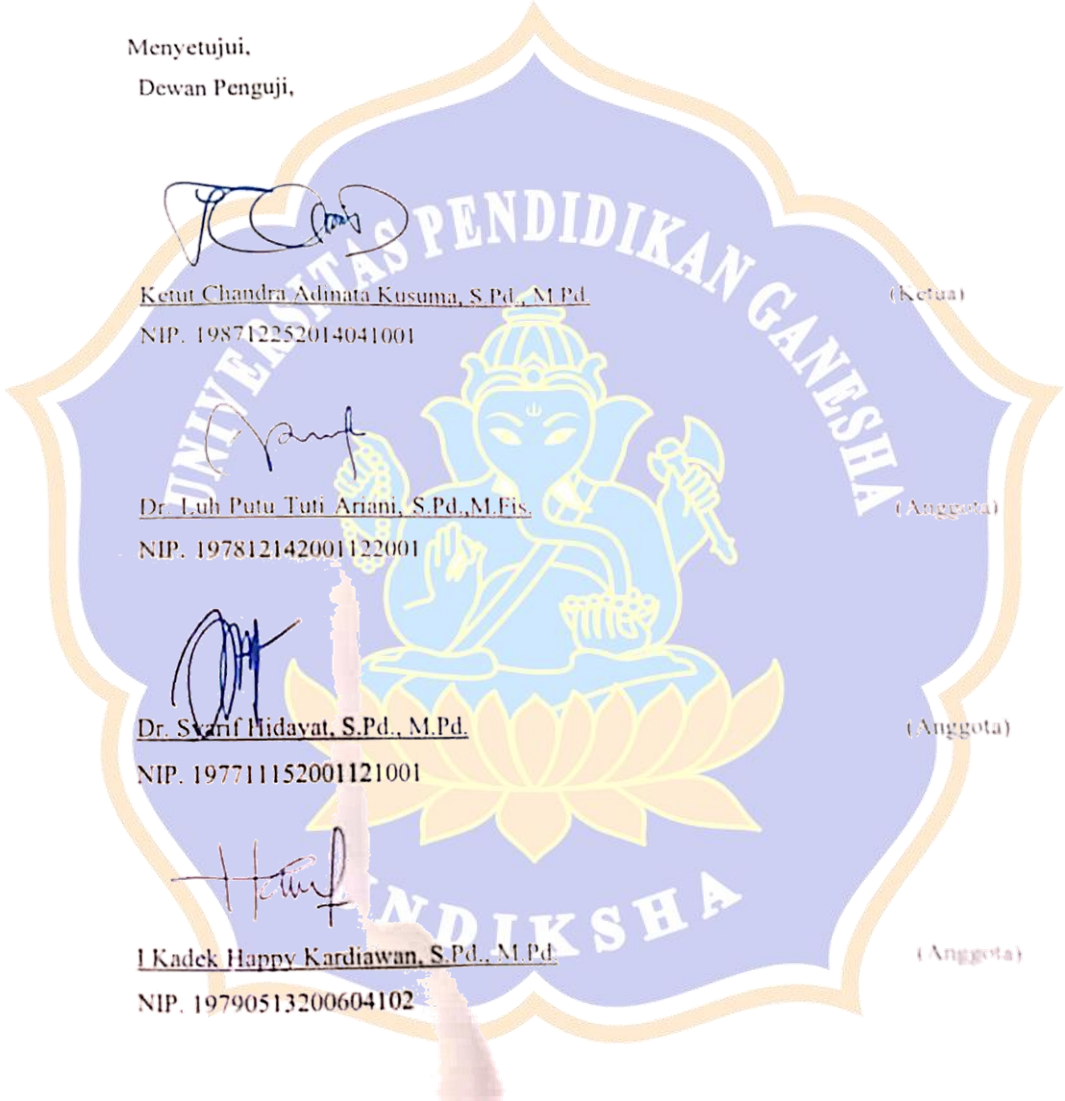 Menyetujui,
Dewan Penguji,
UNIVERSITAS PENDIDIKAN GANESHA
Ketut Chandra Adinata Kusuma, S.Pd., M.Pd. (Ketua)
NIP. 198712252014041001
Dr. Luh Putu Tuti Ariani, S.Pd.,M.Fis. (Anggota)
NIP. 197812142001122001
Dr. Syarif Hidayat, S.Pd., M.Pd. (Anggota)
NIP. 197711152001121001
UNDIKSHA
I Kadek Happy Kardiawan, S.Pd., M.Pd. (Anggota)
NIP. 19790513200604102